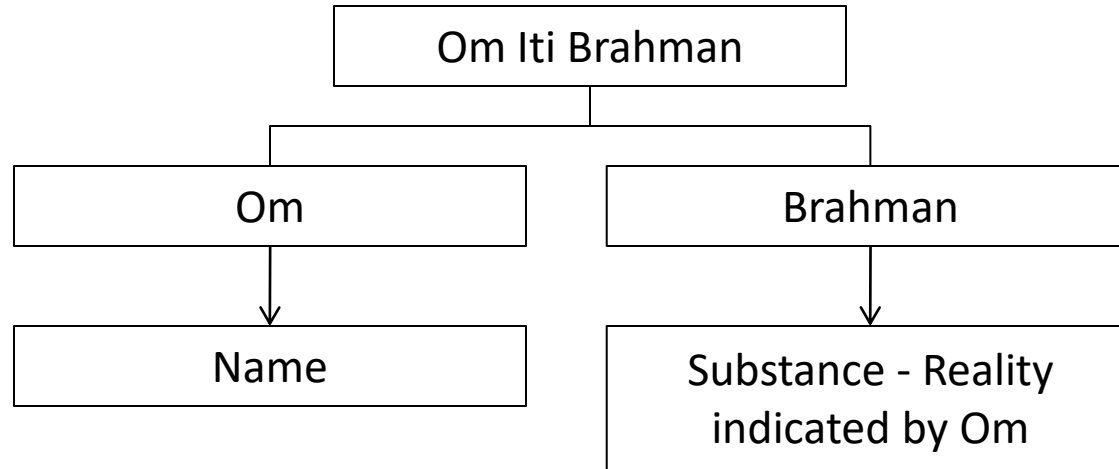 Om Iti Brahman
Om
Brahman
Name
Substance - Reality
indicated by Om